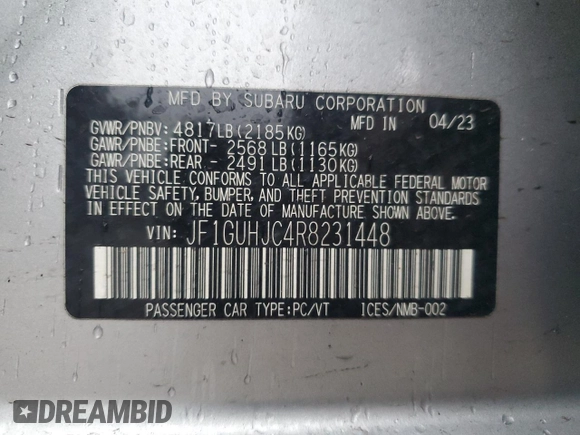 MFD BY SUBARU CORPORATION
GVWR/PNBV: 4817LB(2185KG) MFD IN 04/23
GAWR/PNBE:FRONT- 2568LB(1165KG)
GAWR/PNBE:REAR - 2491LB(1130KG)
THIS VEHICLE CONFORMS TO ALL APPLICABLE FEDERAL MOTOR
VEHICLE SAFETY, BUMPER, AND THEFT PREVENTION STANDARDS
IN EFFECT ON THE DATE OF MANUFACTURE SHOWN ABOVE.
VIN: JF1GUHJC4R8231448
PASSENGER CAR TYPE:PC/VT ICES/NMB-002
DREAMBID